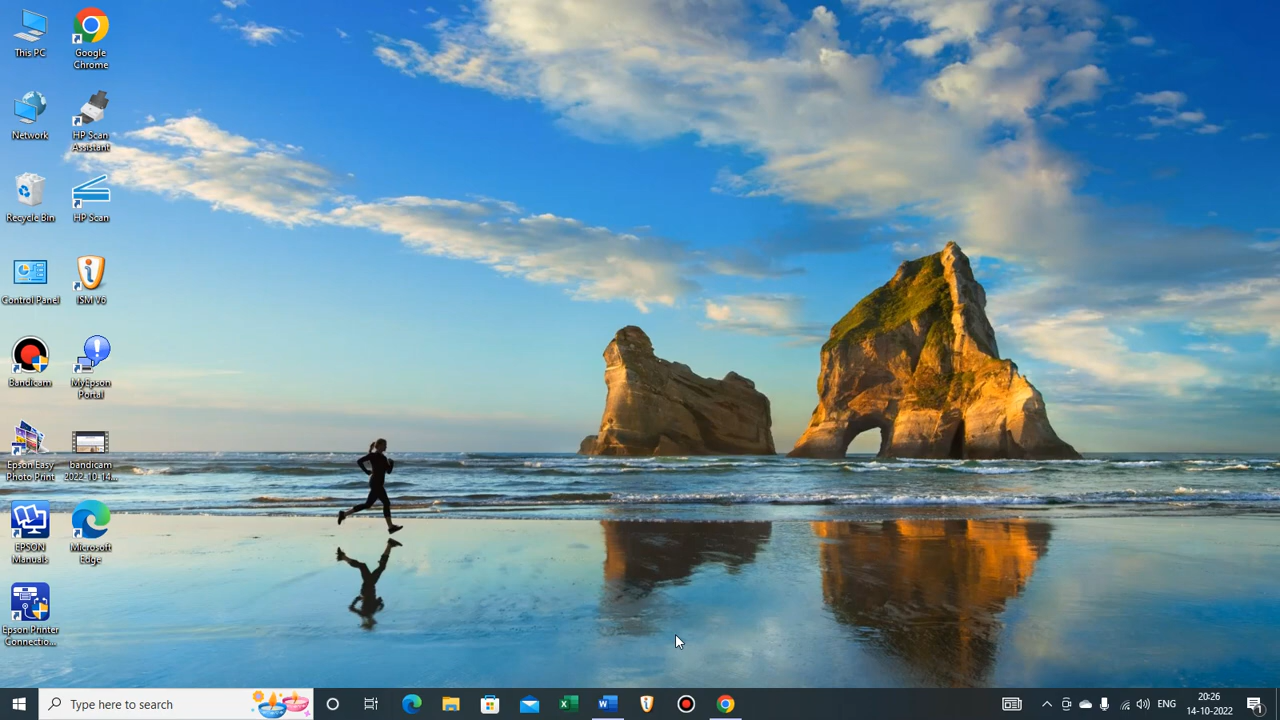 This PC
Google
Chrome
Network
HP Scan
Assistant
Recycle Bin
HP Scan
Control Panel
ISM V6
Bandicam
MyEpson
Portal
Epson Easy
Photo Print
bandicam
2022-10-14...
EPSON
Manuals
Microsoft
Edge
Epson Printer
Connectio...
Type here to search
ENG
20:26
14-10-2022
1